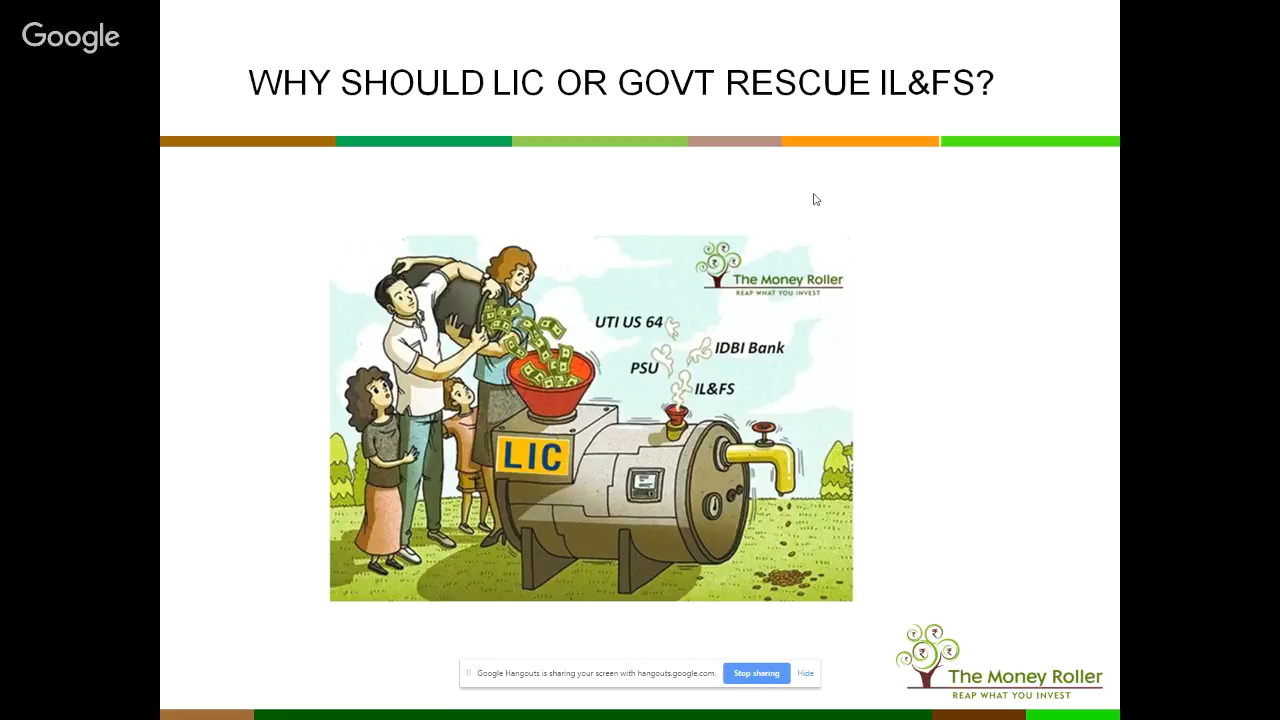 Google
WHY SHOULD LIC OR GOVT RESCUE IL&FS?
The Money Roller
REAP WHAT YOU INVEST
UTI US 64
IDBI Bank
PSU
IL&FS
LIC
Google Hangouts is sharing your screen with hangouts.google.com.
Stop sharing
Hide
The Money Roller
REAP WHAT YOU INVEST